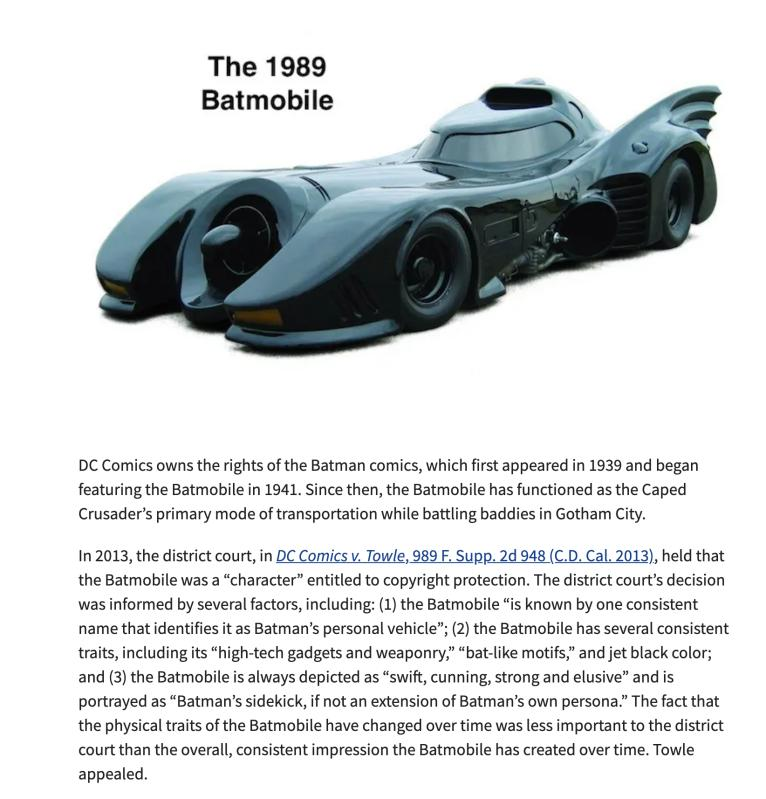 The 1989
Batmobile
DC Comics owns the rights of the Batman comics, which first appeared in 1939 and began
featuring the Batmobile in 1941. Since then, the Batmobile has functioned as the Caped
Crusader’s primary mode of transportation while battling baddies in Gotham City.
In 2013, the district court, in DC Comics v. Towle, 989 F. Supp. 2d 948 (C.D. Cal. 2013), held that
the Batmobile was a “character” entitled to copyright protection. The district court’s decision
was informed by several factors, including: (1) the Batmobile “is known by one consistent
name that identifies it as Batman’s personal vehicle”; (2) the Batmobile has several consistent
traits, including its “high-tech gadgets and weaponry,” “bat-like motifs,” and jet black color;
and (3) the Batmobile is always depicted as “swift, cunning, strong and elusive” and is
portrayed as “Batman’s sidekick, if not an extension of Batman’s own persona.” The fact that
the physical traits of the Batmobile have changed over time was less important to the district
court than the overall, consistent impression the Batmobile has created over time. Towle
appealed.